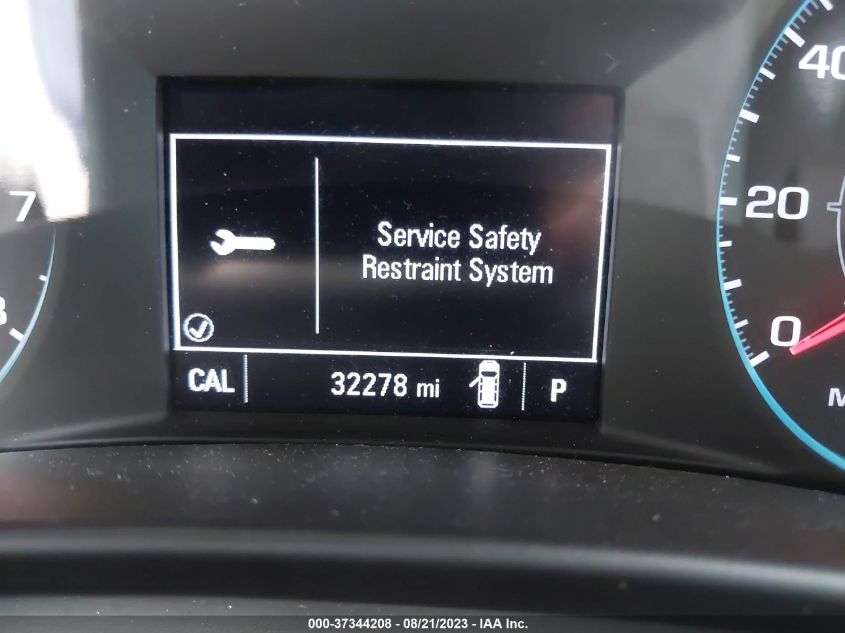 7
40
20
Service Safety
Restraint System
0
CAL 32278 mi P
000-37344208 - 08/21/2023 - IAA Inc.